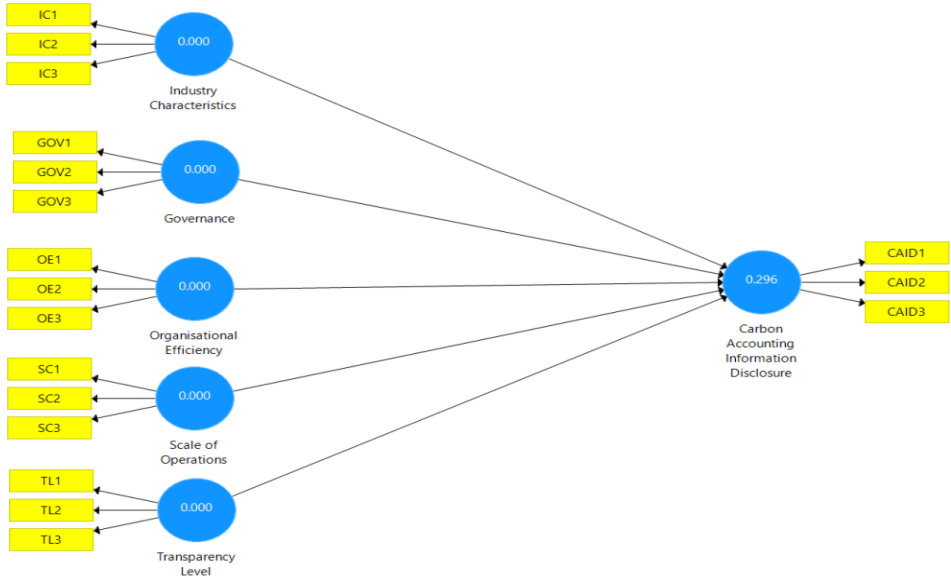 IC1
IC2
IC3
0.000
Industry
Characteristics
GOV1
GOV2
GOV3
0.000
Governance
OE1
OE2
OE3
0.000
Organisational
Efficiency
SC1
SC2
SC3
0.000
Scale of
Operations
TL1
TL2
TL3
0.000
Transparency
Level
0.296
Carbon
Accounting
Information
Disclosure
CAID1
CAID2
CAID3